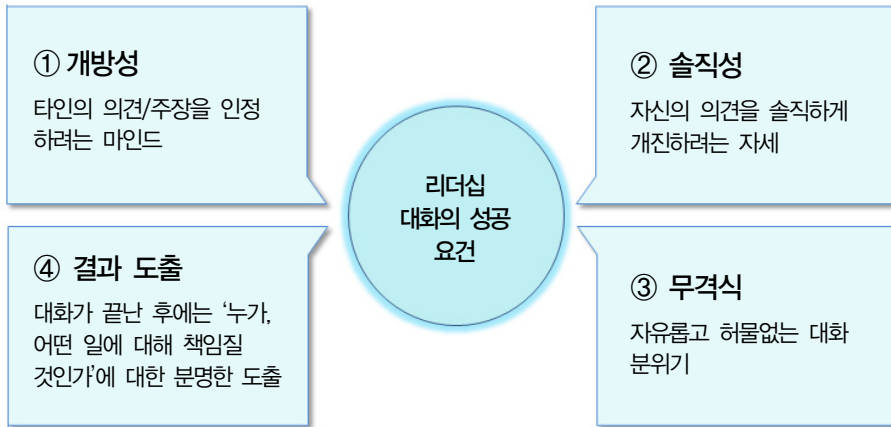 ① 개방성
타인의 의견/주장을 인정
하려는 마인드
② 솔직성
자신의 의견을 솔직하게
개진하려는 자세
리더십
대화의 성공
요건
③ 무격식
자유롭고 허물없는 대화
분위기
④ 결과 도출
대화가 끝난 후에는 ‘누가,
어떤 일에 대해 책임질
것인가’에 대한 분명한 도출